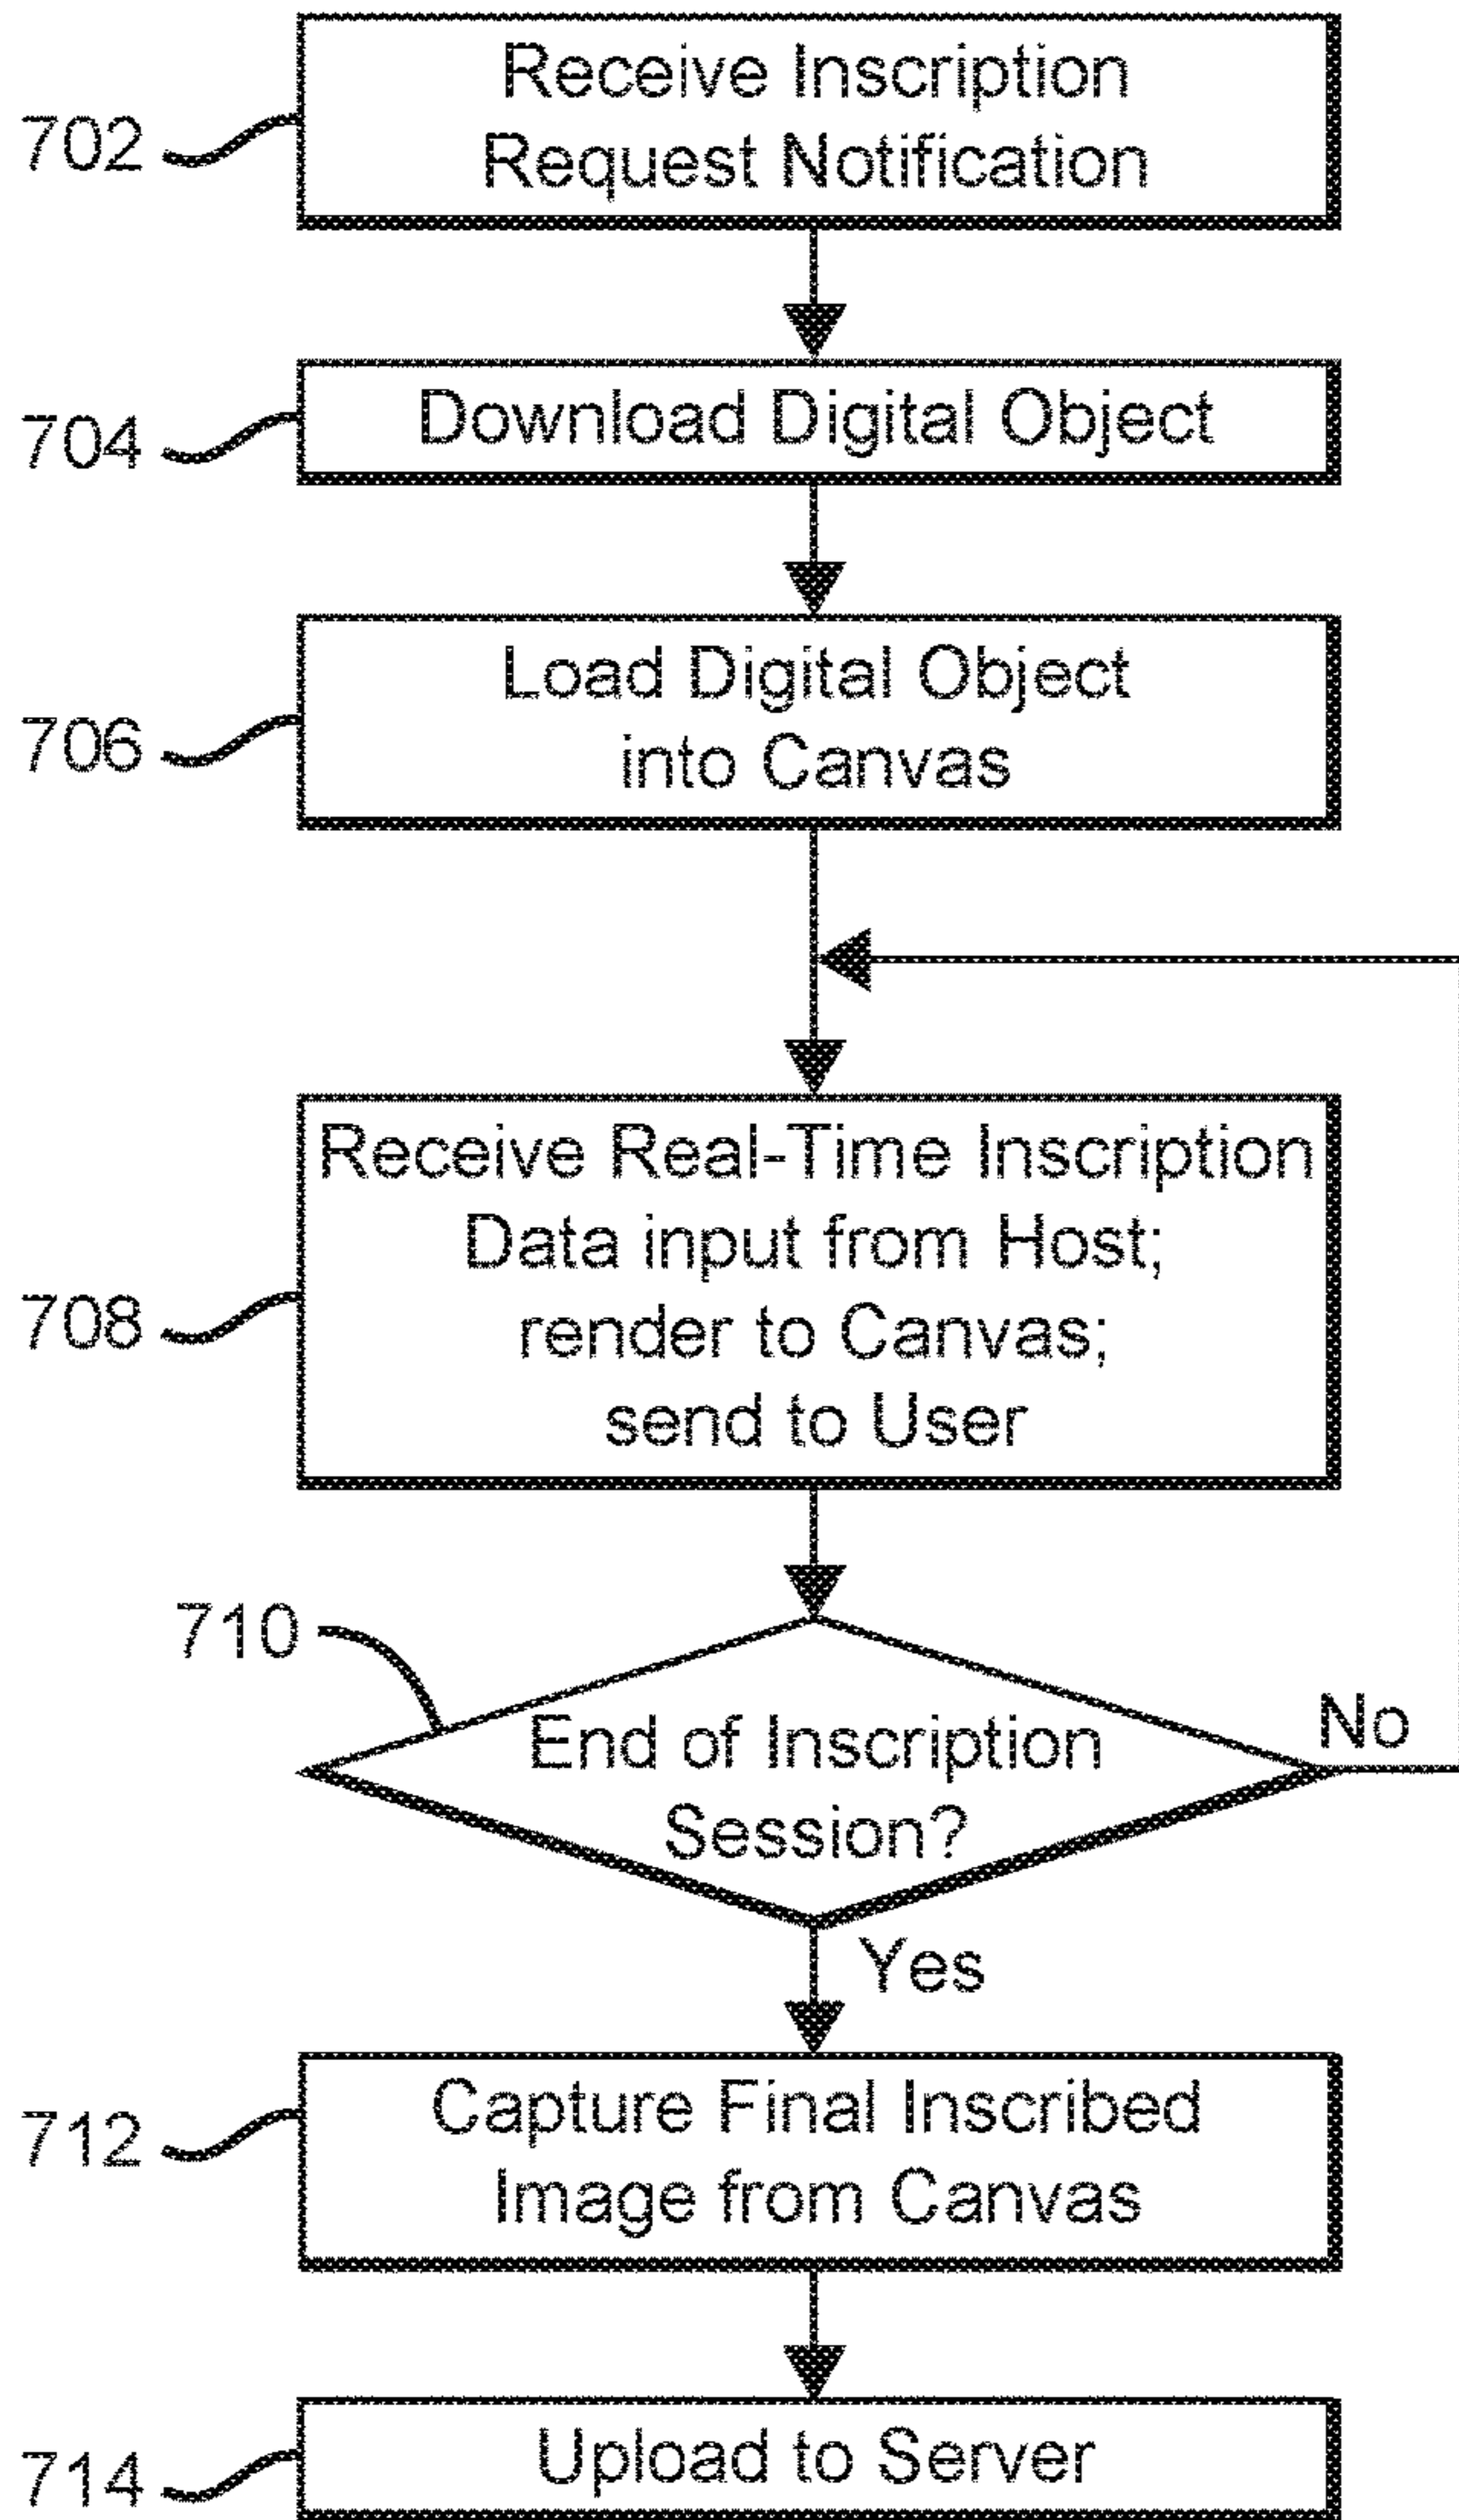 Receive Inscription
Request Notification
702
Download Digital Object
704
Load Digital Object
into Canvas
706
Receive Real-Time Inscription
Data input from Host;
render to Canvas;
send to User
708
710
End of Inscription
Session?
No
Yes
Capture Final Inscribed
Image from Canvas
712
Upload to Server
714